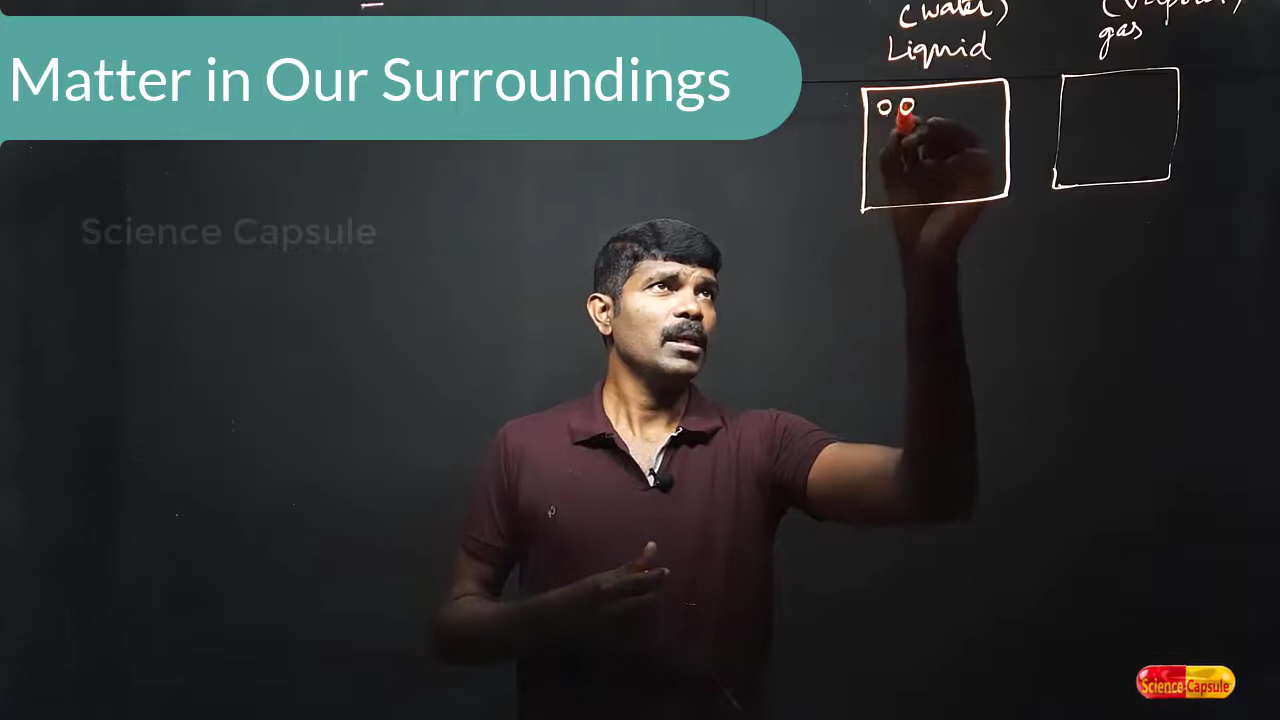 (water)
Liquid
gas
Matter in Our Surroundings
Science Capsule
Science Capsule